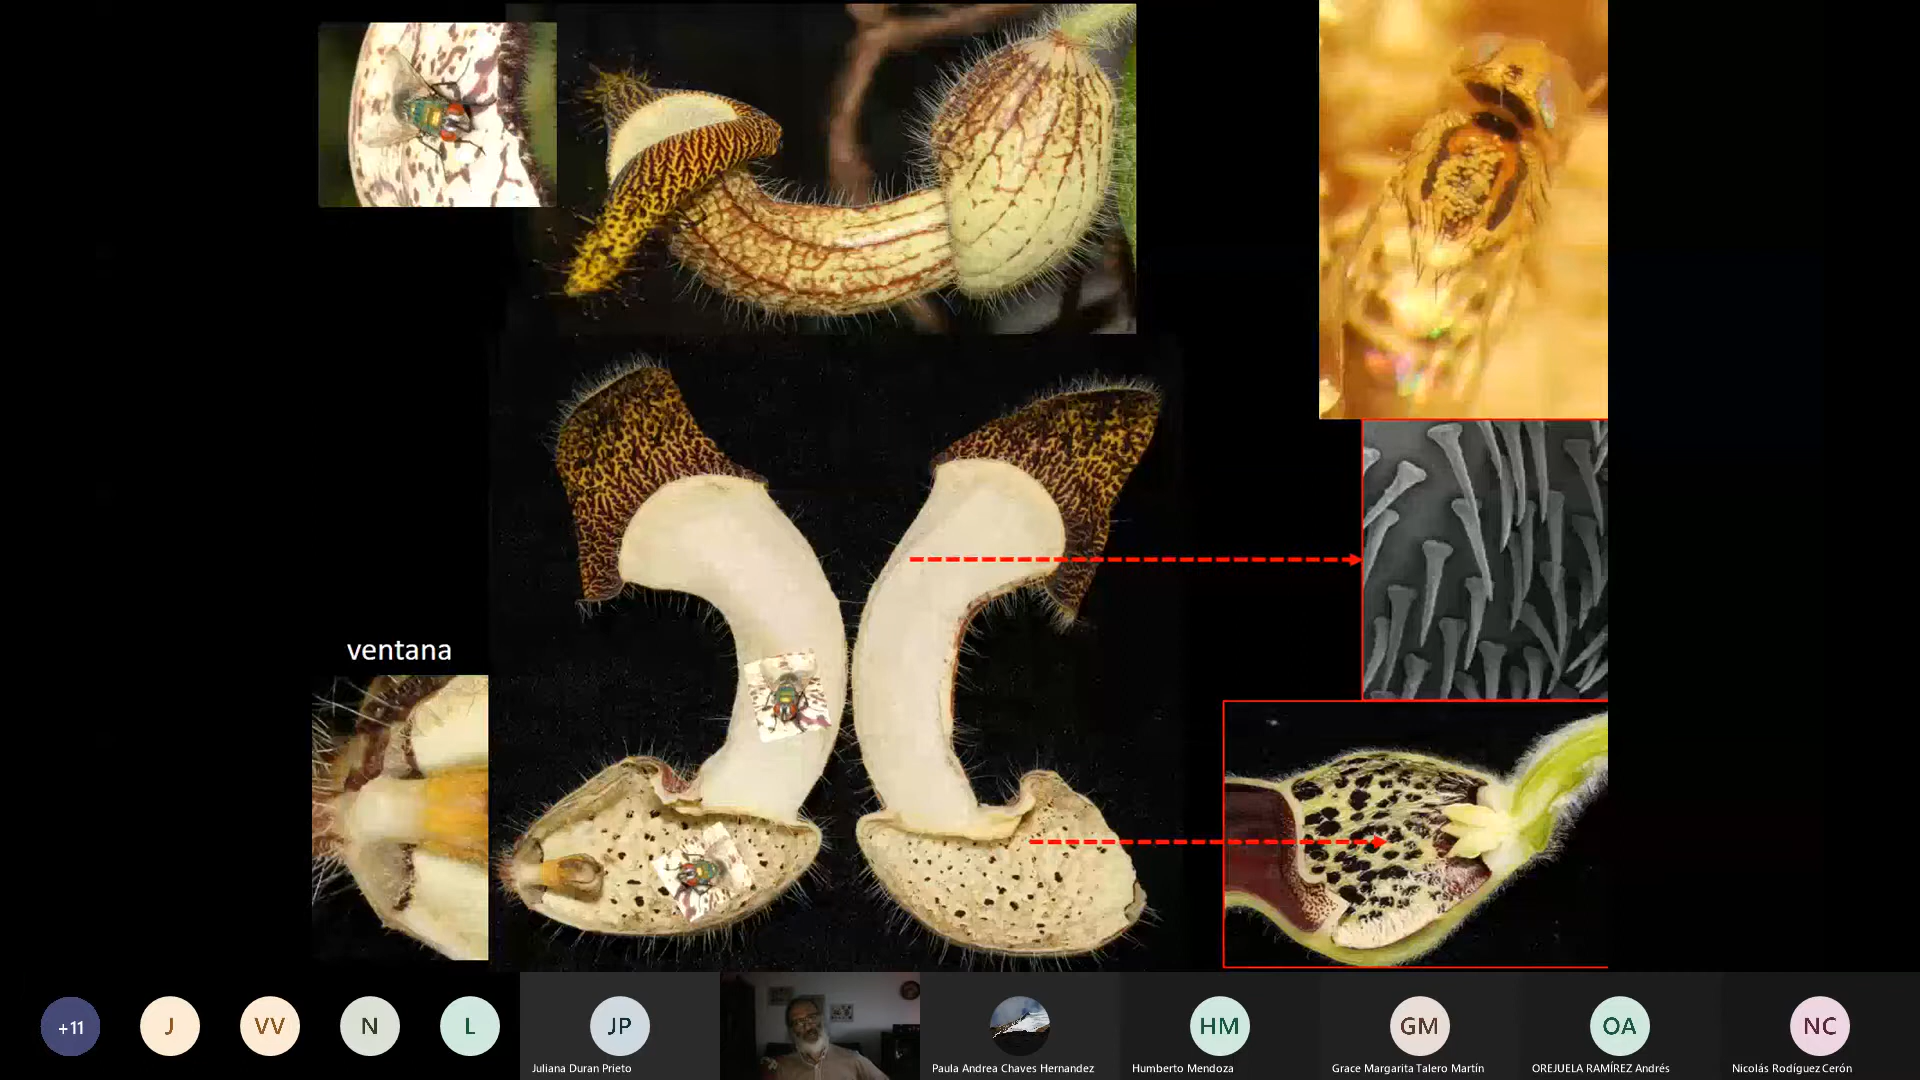 ventana
+11
J
VV
N
L
JP
HM
GM
OA
NC
Juliana Duran Prieto
Paula Andrea Chaves Hernandez
Humberto Mendoza
Grace Margarita Talero Martín
OREJUELA RAMÍREZ Andrés
Nicolás Rodíguez Cerón